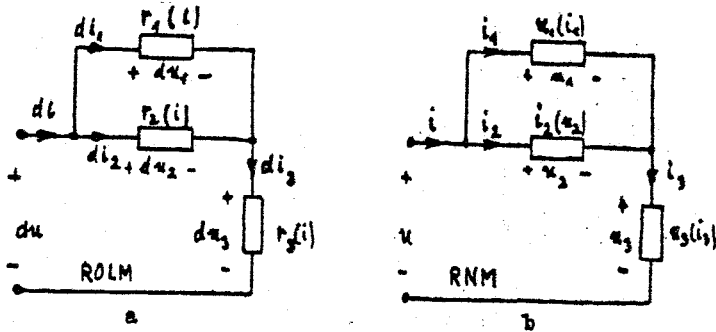 di₁ r₁(i)
+ du₁ -
r₂(i)
di
di₂ + du₂ -
di₃
+
+
du
du₃
r₃(i)
-
-
ROLM
a
i₁ u₁(i₁)
+ u₁ -
i₂(u₂)
i
i₂
+ u₂ -
i₃
+
+
u
u₃
u₃(i₃)
-
-
RNM
b